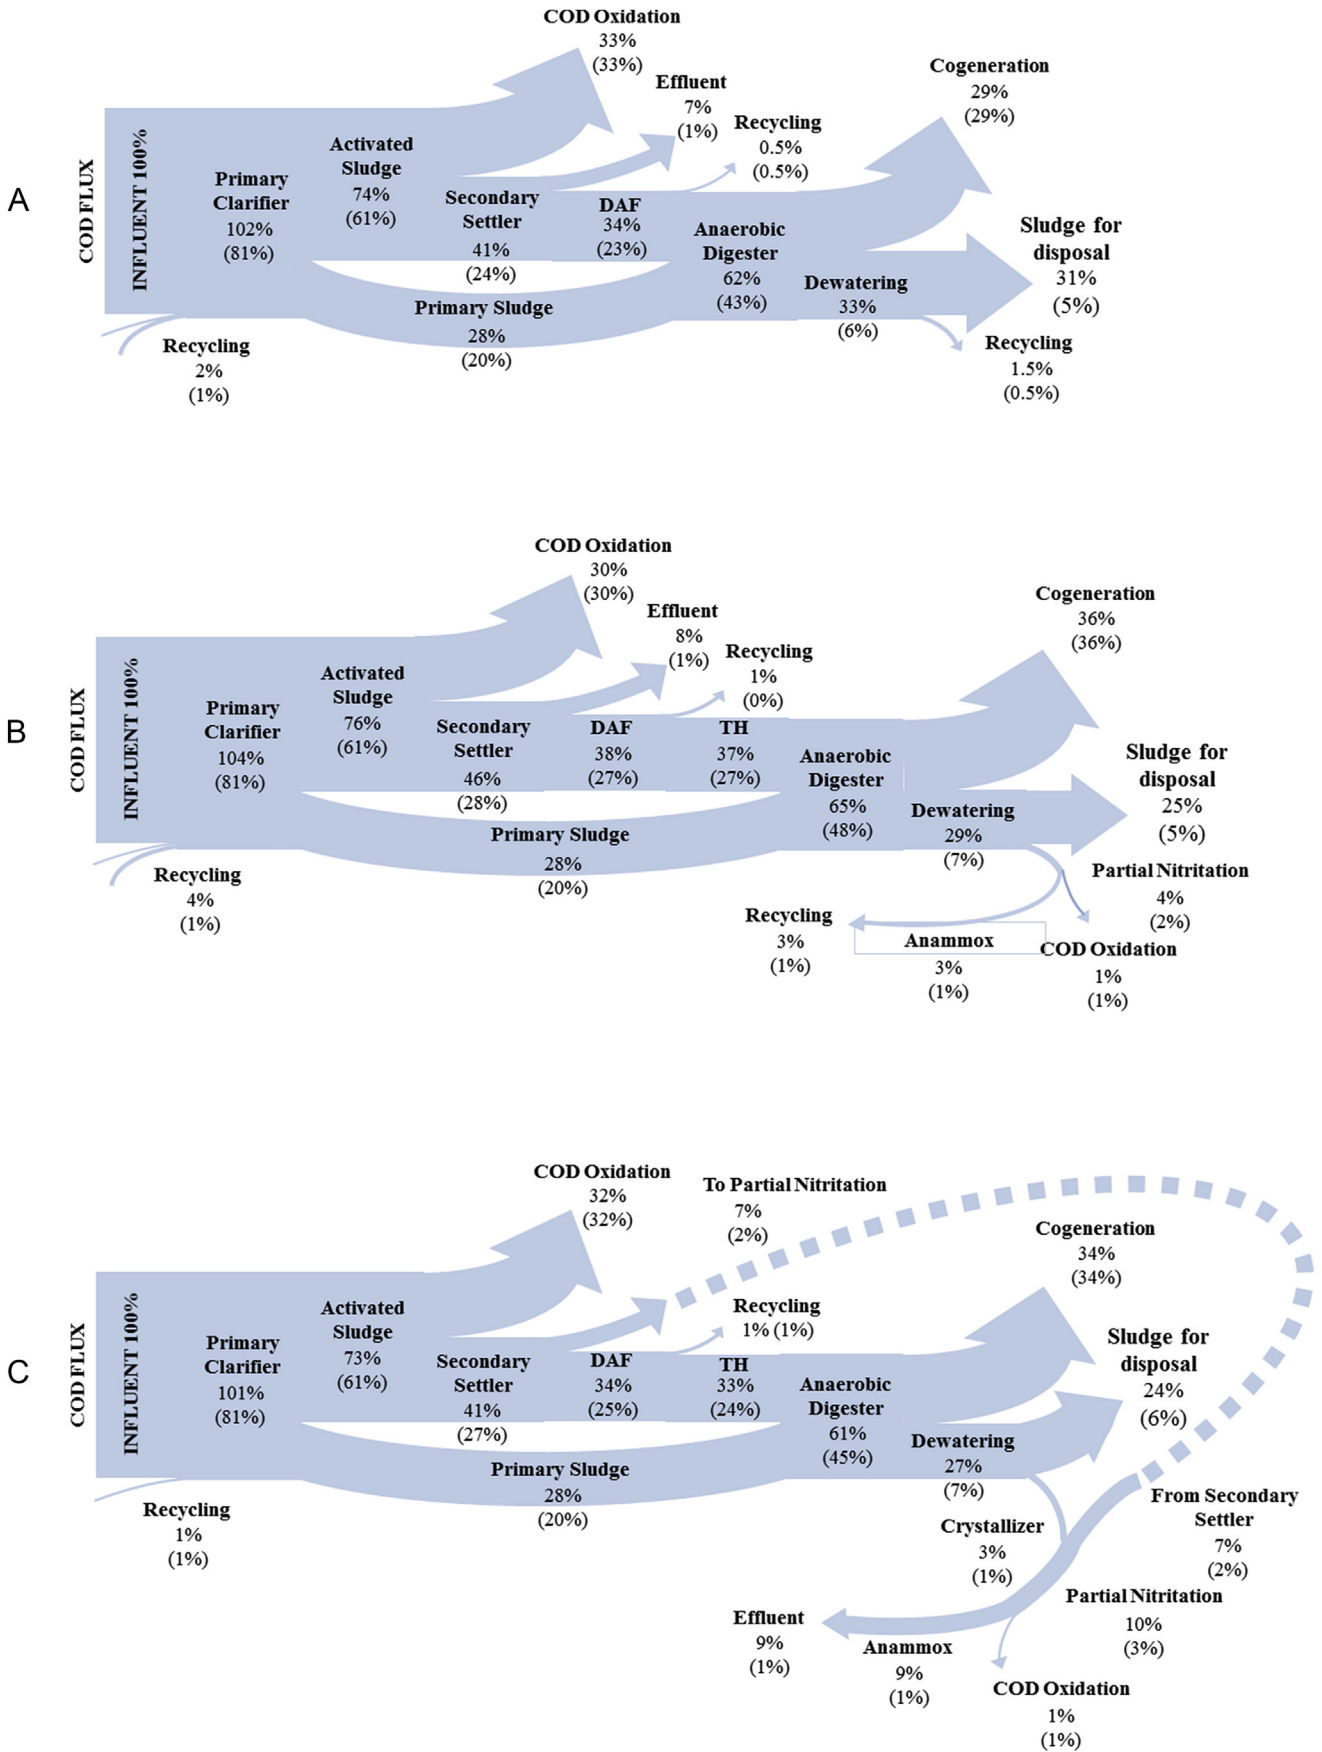 A
COD FLUX
INFLUENT 100%
Primary
Clarifier
102%
(81%)
Activated
Sludge
74%
(61%)
COD Oxidation
33%
(33%)
Effluent
7%
(1%)
Recycling
0.5%
(0.5%)
Secondary
Settler
41%
(24%)
DAF
34%
(23%)
Anaerobic
Digester
62%
(43%)
Cogeneration
29%
(29%)
Dewatering
33%
(6%)
Sludge for
disposal
31%
(5%)
Recycling
1.5%
(0.5%)
Primary Sludge
28%
(20%)
Recycling
2%
(1%)
B
COD FLUX
INFLUENT 100%
Primary
Clarifier
104%
(81%)
Activated
Sludge
76%
(61%)
COD Oxidation
30%
(30%)
Effluent
8%
(1%)
Recycling
1%
(0%)
Secondary
Settler
46%
(28%)
DAF
38%
(27%)
TH
37%
(27%)
Anaerobic
Digester
65%
(48%)
Cogeneration
36%
(36%)
Dewatering
29%
(7%)
Sludge for
disposal
25%
(5%)
Partial Nitritation
4%
(2%)
COD Oxidation
1%
(1%)
Anammox
3%
(1%)
Recycling
3%
(1%)
Primary Sludge
28%
(20%)
Recycling
4%
(1%)
C
COD FLUX
INFLUENT 100%
Primary
Clarifier
101%
(81%)
Activated
Sludge
73%
(61%)
COD Oxidation
32%
(32%)
To Partial Nitritation
7%
(2%)
Recycling
1% (1%)
Secondary
Settler
41%
(27%)
DAF
34%
(25%)
TH
33%
(24%)
Anaerobic
Digester
61%
(45%)
Cogeneration
34%
(34%)
Dewatering
27%
(7%)
Sludge for
disposal
24%
(6%)
From Secondary
Settler
7%
(2%)
Crystallizer
3%
(1%)
Partial Nitritation
10%
(3%)
COD Oxidation
1%
(1%)
Anammox
9%
(1%)
Effluent
9%
(1%)
Primary Sludge
28%
(20%)
Recycling
1%
(1%)